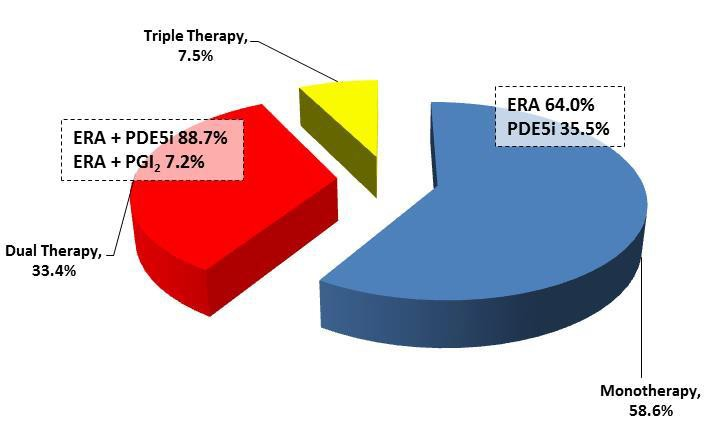 Triple Therapy,
7.5%
ERA 64.0%
PDE5i 35.5%
ERA + PDE5i 88.7%
ERA + PGI₂ 7.2%
Dual Therapy,
33.4%
Monotherapy,
58.6%